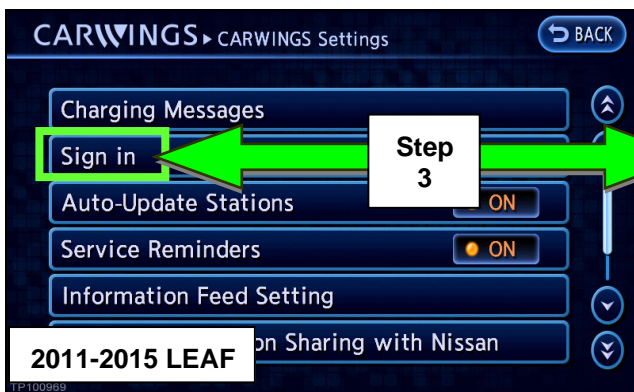 CARWINGS ▸ CARWINGS Settings
BACK
Charging Messages
Sign in
Step
3
Auto-Update Stations
ON
Service Reminders
ON
Information Feed Setting
on Sharing with Nissan
2011-2015 LEAF
TP100969